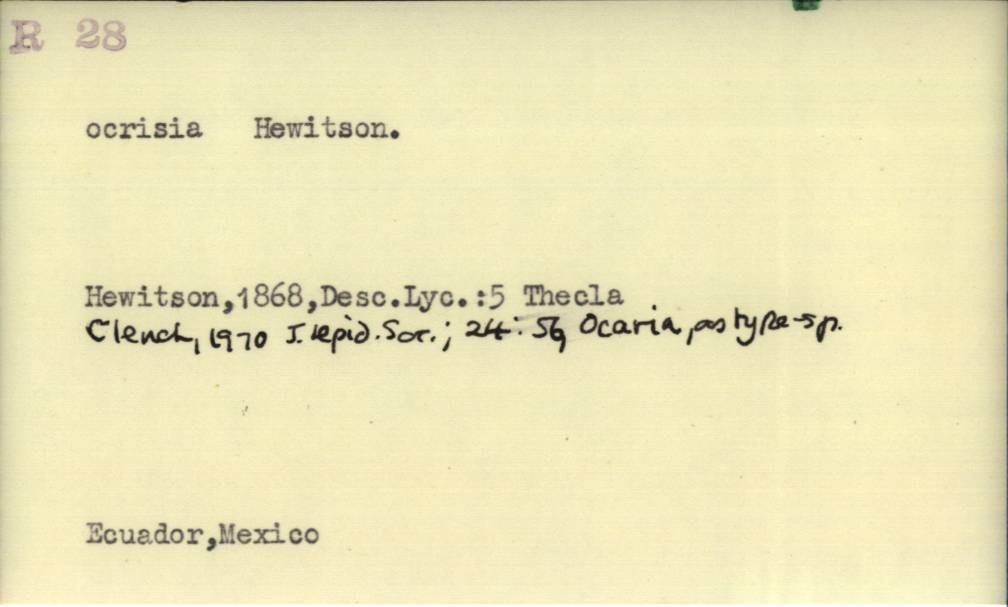 R 28
ocrisia Hewitson.
Hewitson,1868,Desc.Lyc.:5 Thecla
Clench, 1970 J. lepid. Soc.; 24: 59 Ocaria, as type-sp.
Ecuador,Mexico